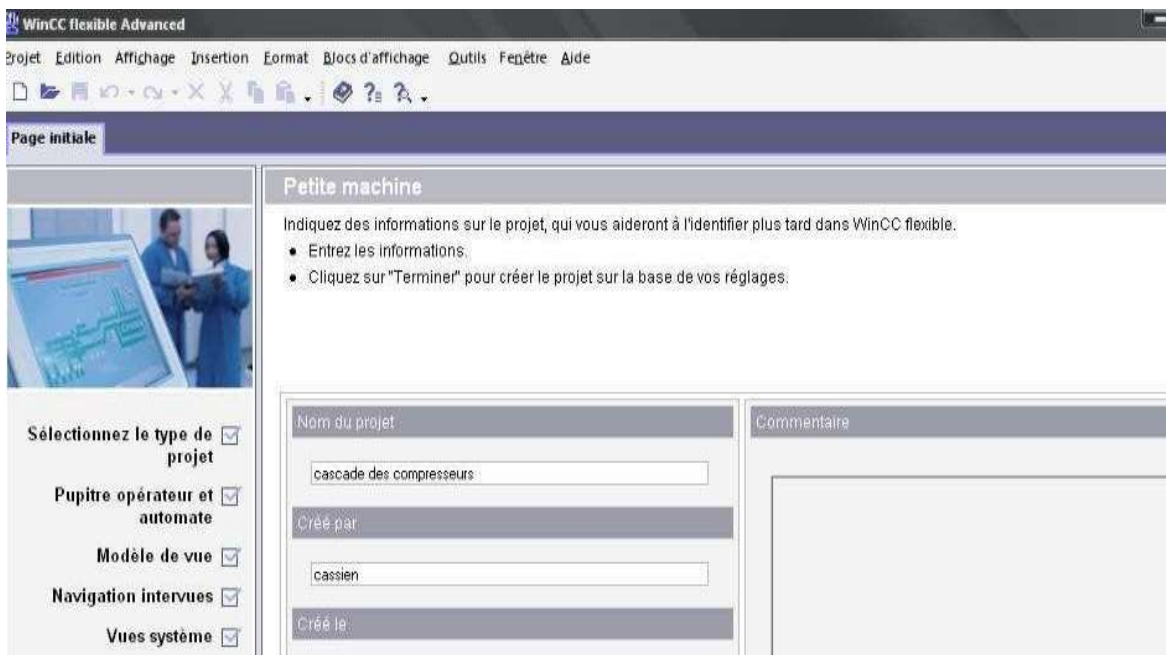 WinCC flexible Advanced
Projet Edition Affichage Insertion Format Blocs d'affichage Outils Fenêtre Aide
Page initiale
Petite machine
Indiquez des informations sur le projet, qui vous aideront à l'identifier plus tard dans WinCC flexible.
• Entrez les informations.
• Cliquez sur "Terminer" pour créer le projet sur la base de vos réglages.
Sélectionnez le type de
projet
Pupitre opérateur et
automate
Modèle de vue
Navigation intervues
Vues système
Nom du projet
cascade des compresseurs
Créé par
cassien
Créé le
Commentaire